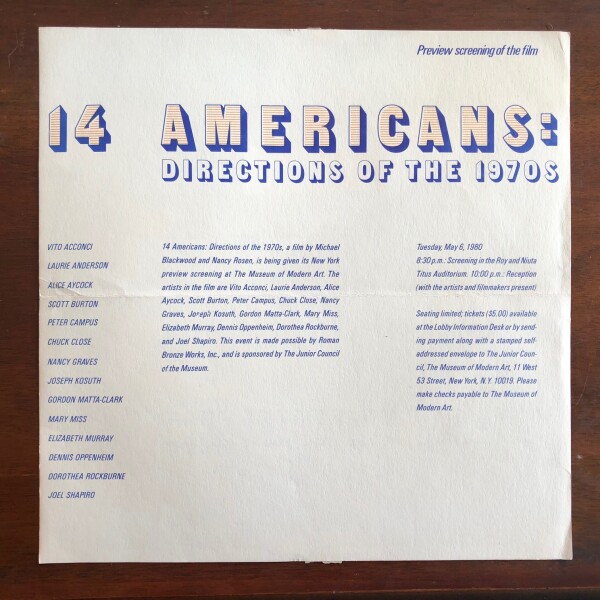 Preview screening of the film
14 AMERICANS:
DIRECTIONS OF THE 1970S
VITO ACCONCI
LAURIE ANDERSON
ALICE AYCOCK
SCOTT BURTON
PETER CAMPUS
CHUCK CLOSE
NANCY GRAVES
JOSEPH KOSUTH
GORDON MATTA-CLARK
MARY MISS
ELIZABETH MURRAY
DENNIS OPPENHEIM
DOROTHEA ROCKBURNE
JOEL SHAPIRO
14 Americans: Directions of the 1970s, a film by Michael
Blackwood and Nancy Rosen, is being given its New York
preview screening at The Museum of Modern Art. The
artists in the film are Vito Acconci, Laurie Anderson, Alice
Aycock, Scott Burton, Peter Campus, Chuck Close, Nancy
Graves, Joseph Kosuth, Gordon Matta-Clark, Mary Miss,
Elizabeth Murray, Dennis Oppenheim, Dorothea Rockburne,
and Joel Shapiro. This event is made possible by Roman
Bronze Works, Inc., and is sponsored by The Junior Council
of the Museum.
Tuesday, May 6, 1980
8:30 p.m.: Screening in the Roy and Niuta
Titus Auditorium. 10:00 p.m.: Reception
(with the artists and filmmakers present)
Seating limited; tickets ($5.00) available
at the Lobby Information Desk or by send-
ing payment along with a stamped self-
addressed envelope to The Junior Coun-
cil, The Museum of Modern Art, 11 West
53 Street, New York, N.Y. 10019. Please
make checks payable to The Museum of
Modern Art.